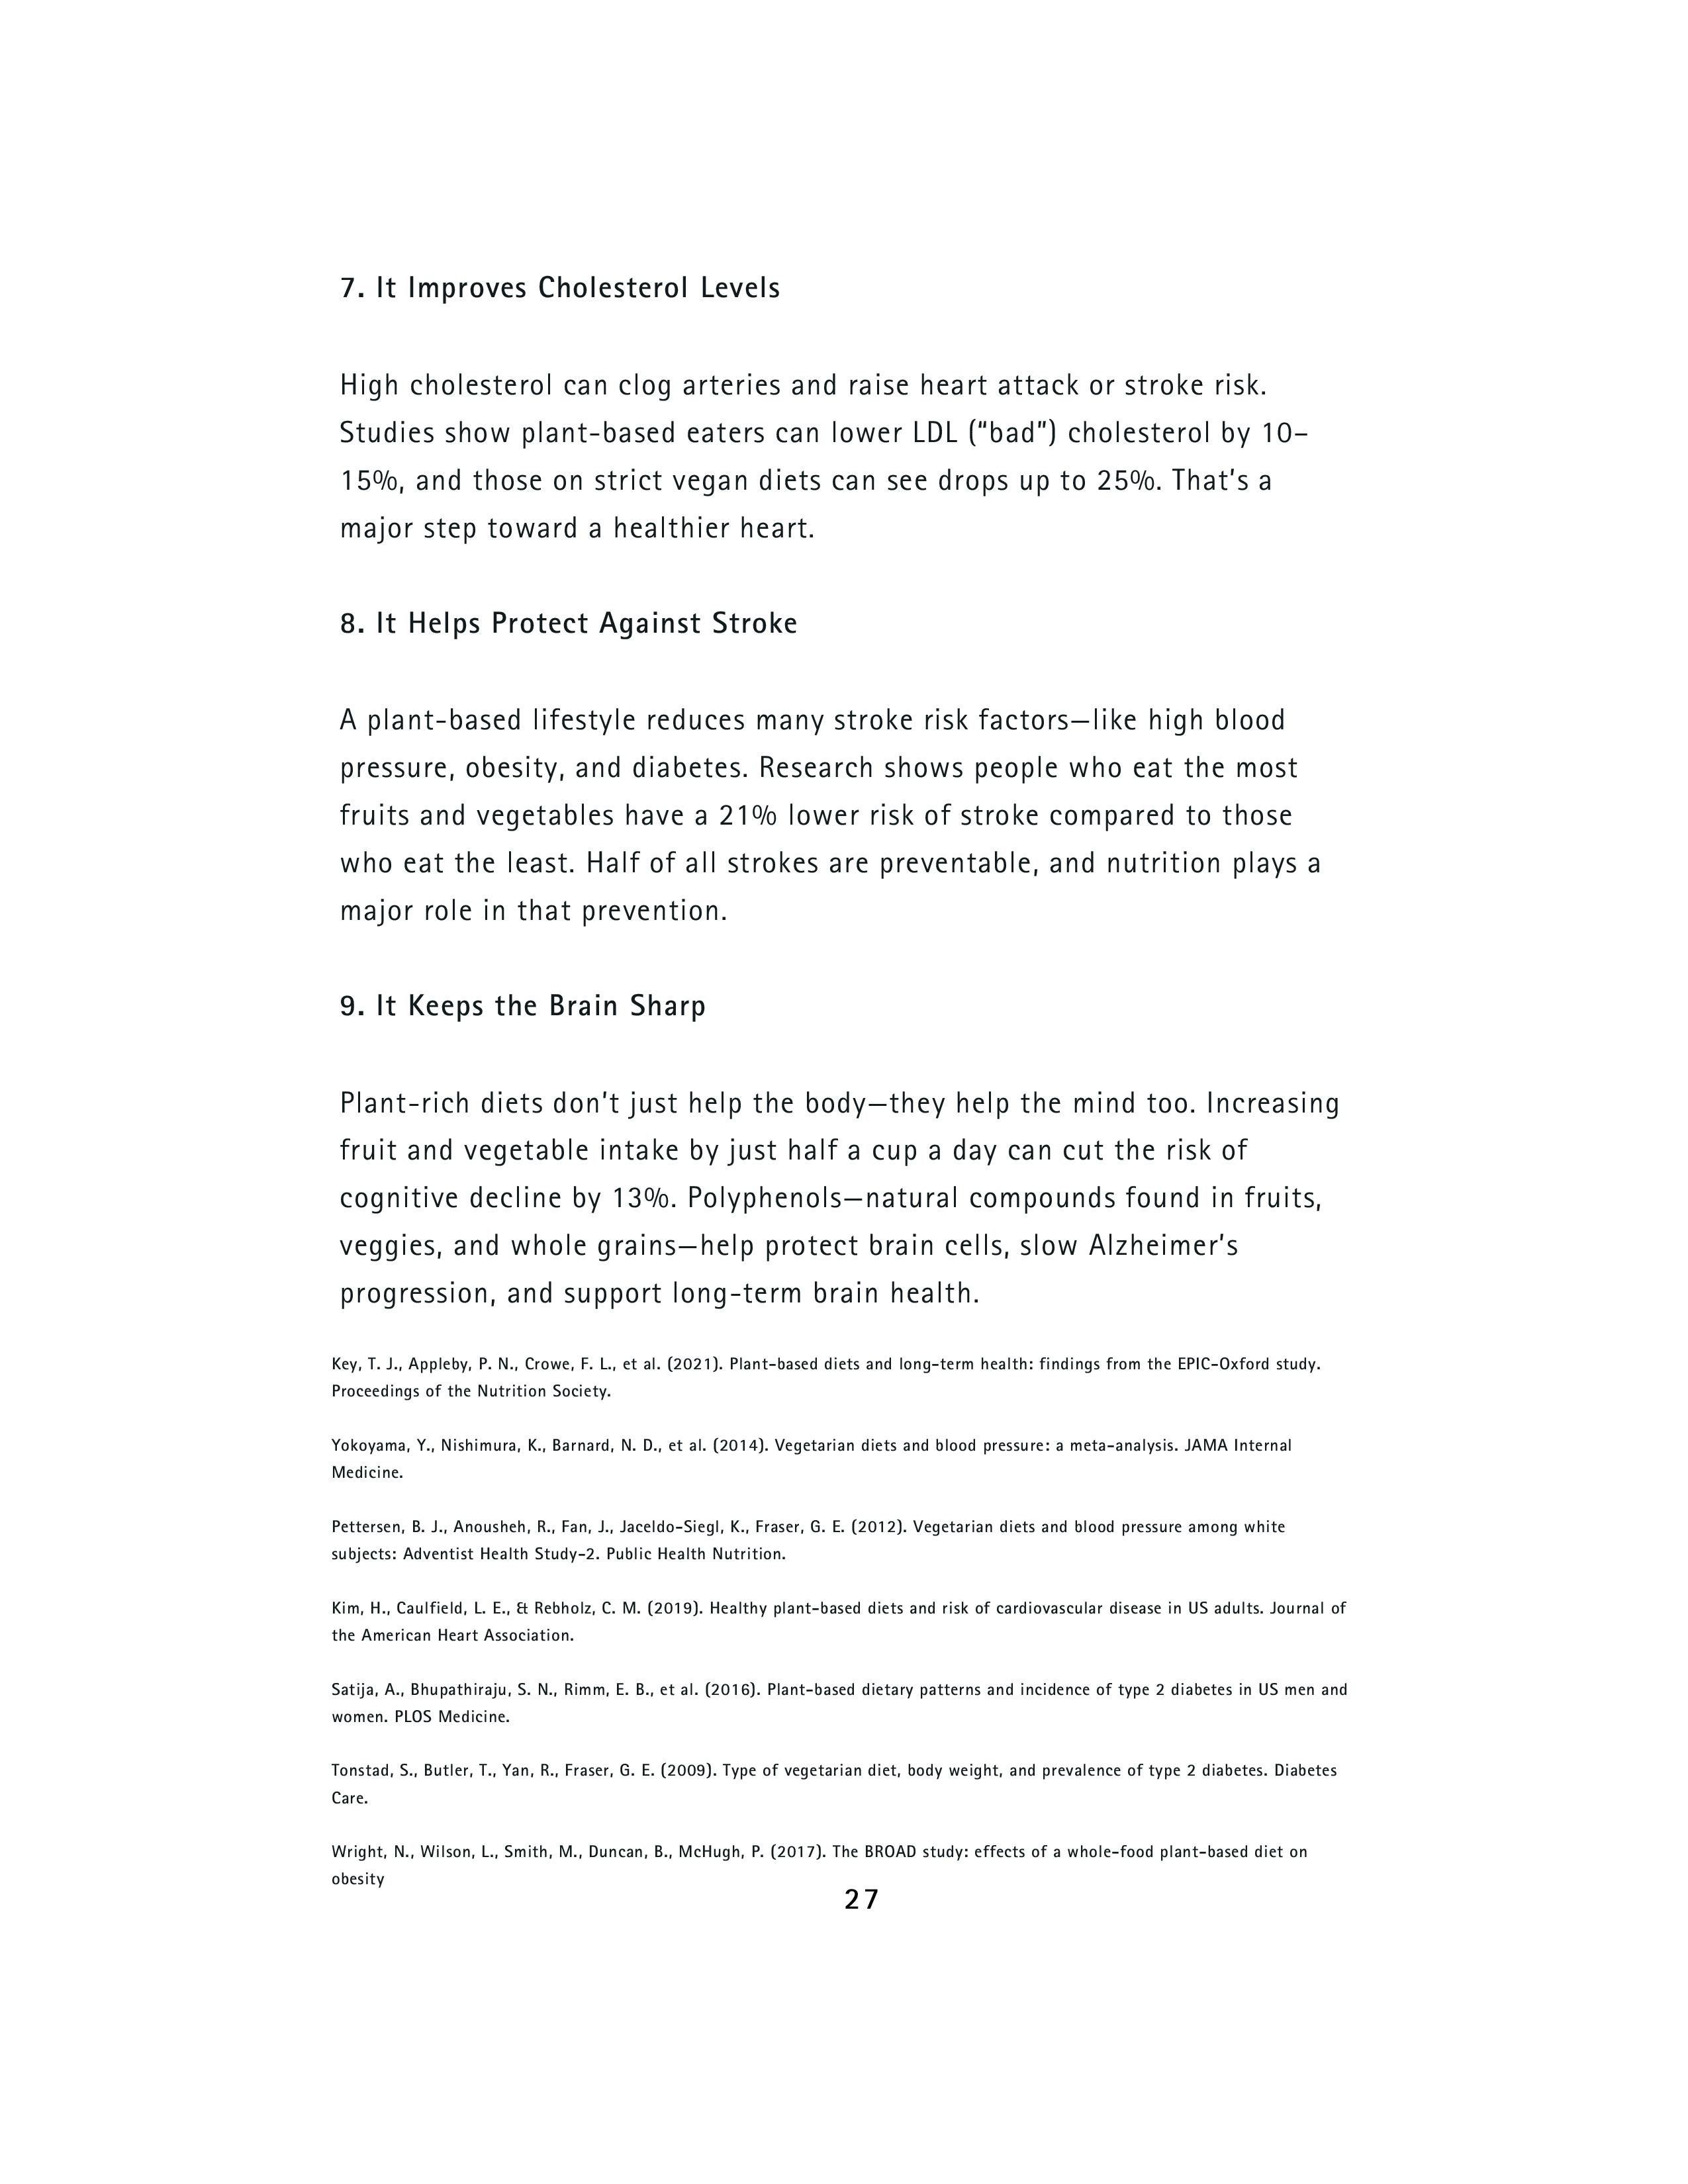 7. It Improves Cholesterol Levels
High cholesterol can clog arteries and raise heart attack or stroke risk.
Studies show plant-based eaters can lower LDL (“bad”) cholesterol by 10–
15%, and those on strict vegan diets can see drops up to 25%. That’s a
major step toward a healthier heart.
8. It Helps Protect Against Stroke
A plant-based lifestyle reduces many stroke risk factors—like high blood
pressure, obesity, and diabetes. Research shows people who eat the most
fruits and vegetables have a 21% lower risk of stroke compared to those
who eat the least. Half of all strokes are preventable, and nutrition plays a
major role in that prevention.
9. It Keeps the Brain Sharp
Plant-rich diets don’t just help the body—they help the mind too. Increasing
fruit and vegetable intake by just half a cup a day can cut the risk of
cognitive decline by 13%. Polyphenols—natural compounds found in fruits,
veggies, and whole grains—help protect brain cells, slow Alzheimer’s
progression, and support long-term brain health.
Key, T. J., Appleby, P. N., Crowe, F. L., et al. (2021). Plant-based diets and long-term health: findings from the EPIC-Oxford study.
Proceedings of the Nutrition Society.
Yokoyama, Y., Nishimura, K., Barnard, N. D., et al. (2014). Vegetarian diets and blood pressure: a meta-analysis. JAMA Internal
Medicine.
Pettersen, B. J., Anousheh, R., Fan, J., Jaceldo-Siegl, K., Fraser, G. E. (2012). Vegetarian diets and blood pressure among white
subjects: Adventist Health Study-2. Public Health Nutrition.
Kim, H., Caulfield, L. E., & Rebholz, C. M. (2019). Healthy plant-based diets and risk of cardiovascular disease in US adults. Journal of
the American Heart Association.
Satija, A., Bhupathiraju, S. N., Rimm, E. B., et al. (2016). Plant-based dietary patterns and incidence of type 2 diabetes in US men and
women. PLOS Medicine.
Tonstad, S., Butler, T., Yan, R., Fraser, G. E. (2009). Type of vegetarian diet, body weight, and prevalence of type 2 diabetes. Diabetes
Care.
Wright, N., Wilson, L., Smith, M., Duncan, B., McHugh, P. (2017). The BROAD study: effects of a whole-food plant-based diet on
obesity
27